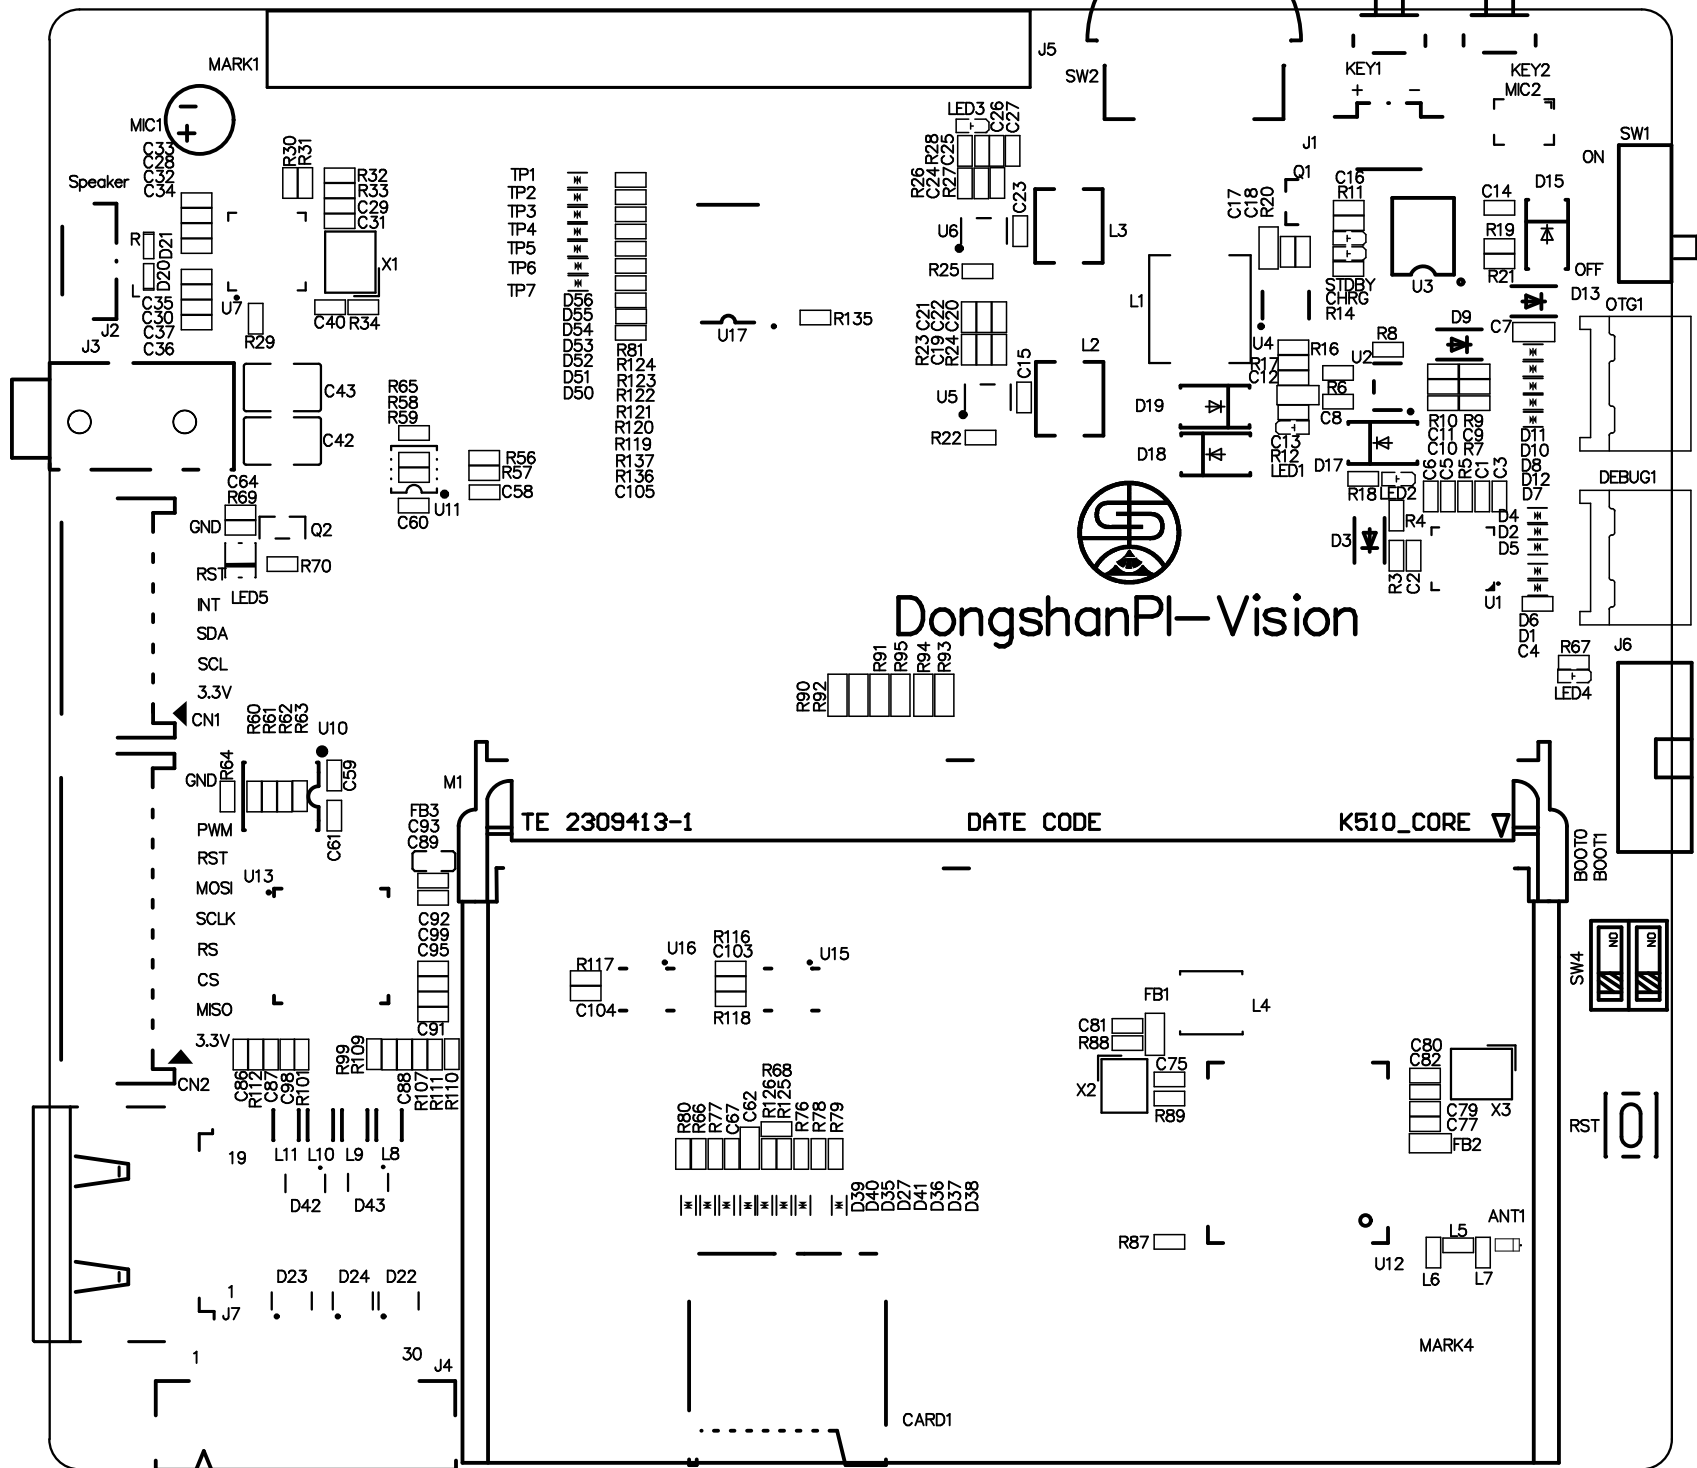 MARK1
J5
SW2
KEY1
KEY2
MIC2
+ -
MIC1
-
+
C33
C28
C32
C34
Speaker
R30
R31
R32
R33
C29
C31
X1
R
L
D21
D20
J2
C35
C30
C37
C36
U7
R29
C40
R34
J3
TP1
TP2
TP3
TP4
TP5
TP6
TP7
D56
D55
D54
D53
D52
D51
D50
R81
R124
R123
R122
R121
R120
R119
R137
R136
C105
U17
R135
LED3
C26
C27
R28
C25
R26
C24
R27
C23
U6
R25
L3
C21
C22
C20
R23
C19
R24
C15
U5
R22
L2
J1
Q1
C17
C18
R20
L1
U4
C16
R11
STDBY
CHRG
R14
U3
C14
R19
R21
D15
SW1
ON
OFF
D13
OTG1
C7
D9
R8
U2
R16
R17
C12
R6
C8
D19
D18
C13
R12
LED1
D17
R10
C11
C10
R9
C9
R7
D11
D10
D8
D12
D7
R18
LED2
C6
C5
R5
C1
C3
DEBUG1
R4
D3
R3
C2
D4
D2
D5
U1
D6
D1
C4
J6
R67
LED4
C43
C42
R65
R58
R59
R56
R57
C58
U11
C60
C64
R69
GND
Q2
R70
RST
LED5
INT
SDA
SCL
3.3V
CN1
DongshanPI-Vision
R90
R92
R91
R95
R94
R93
R60
R61
R62
R63
U10
R64
GND
C59
C61
PWM
RST
MOSI
SCLK
RS
CS
MISO
3.3V
CN2
U13
FB3
C93
C89
C92
C99
C95
C91
M1
TE 2309413-1
DATE CODE
K510_CORE
BOOT0
BOOT1
SW4
ON
ON
R117
C104
U16
R116
C103
R118
U15
FB1
L4
C81
R88
X2
C75
R89
C80
C82
X3
C79
C77
FB2
RST
C86
R112
C87
C98
R101
R99
R109
C88
R107
R111
R110
L11
L10
L9
L8
D42
D43
19
1
J7
D23
D24
D22
R80
R66
R77
C67
C62
R68
R126
R125
R76
R78
R79
D39
D40
D35
D27
D41
D36
D37
D38
R87
U12
ANT1
L5
L6
L7
MARK4
1
30
J4
CARD1